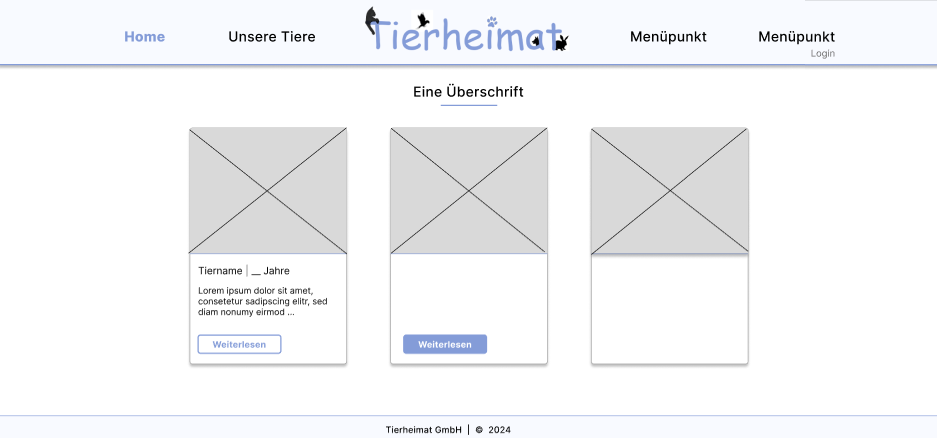 Home
Unsere Tiere
Tierheimat
Menüpunkt
Menüpunkt
Login
Eine Überschrift
Tiername | __ Jahre
Lorem ipsum dolor sit amet,
consetetur sadipscing elitr, sed
diam nonumy eirmod ...
Weiterlesen
Weiterlesen
Tierheimat GmbH | © 2024